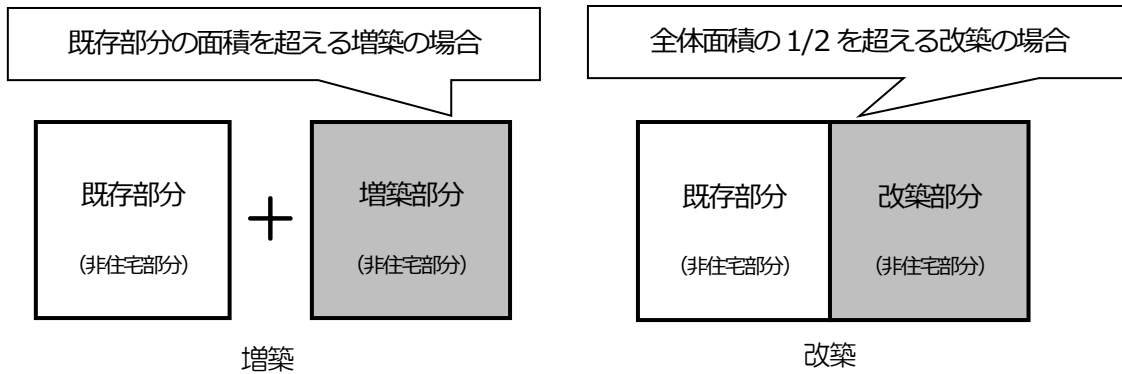 既存部分の面積を超える増築の場合
全体面積の 1/2 を超える改築の場合
既存部分
(非住宅部分)
+
増築部分
(非住宅部分)
既存部分
(非住宅部分)
改築部分
(非住宅部分)
増築
改築